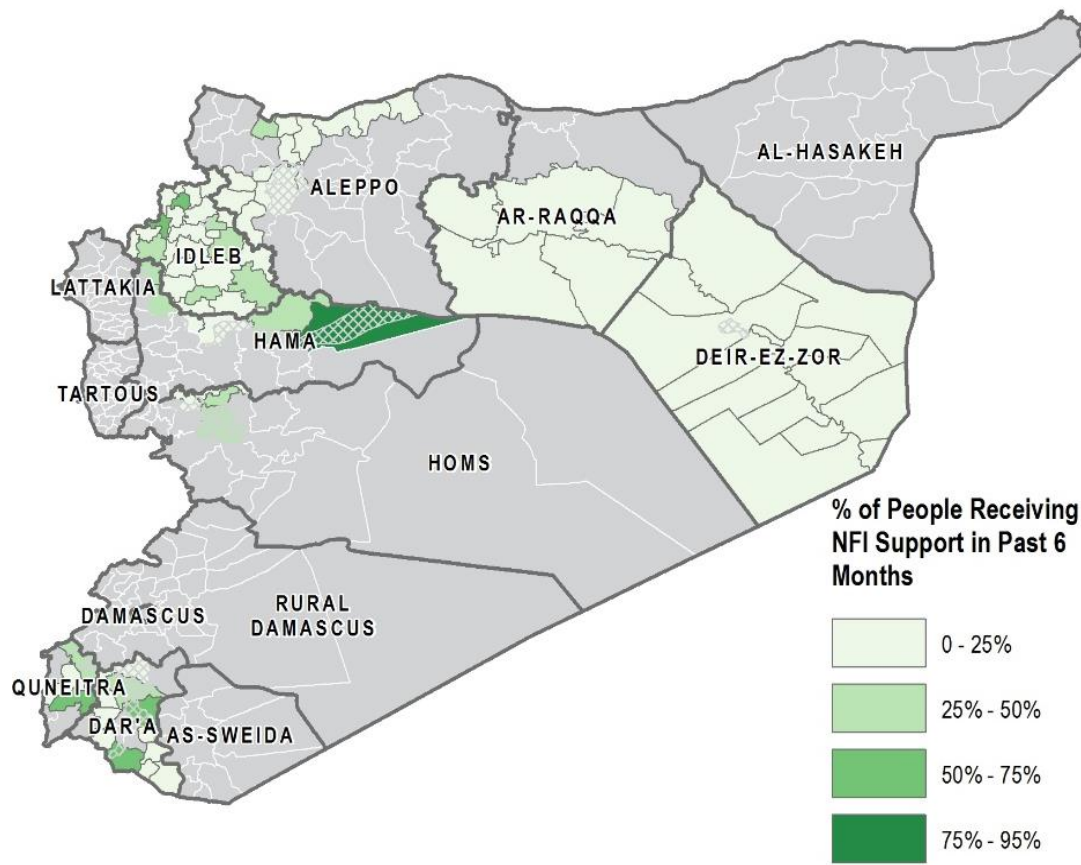 AL-HASAKEH
ALEPPO
AR-RAQQA
IDLEB
LATTAKIA
HAMA
DEIR-EZ-ZOR
TARTOUS
HOMS
% of People Receiving
NFI Support in Past 6
Months
RURAL
DAMASCUS
DAMASCUS
0 - 25%
QUNEITRA
25% - 50%
DAR'A
AS-SWEIDA
50% - 75%
75% - 95%